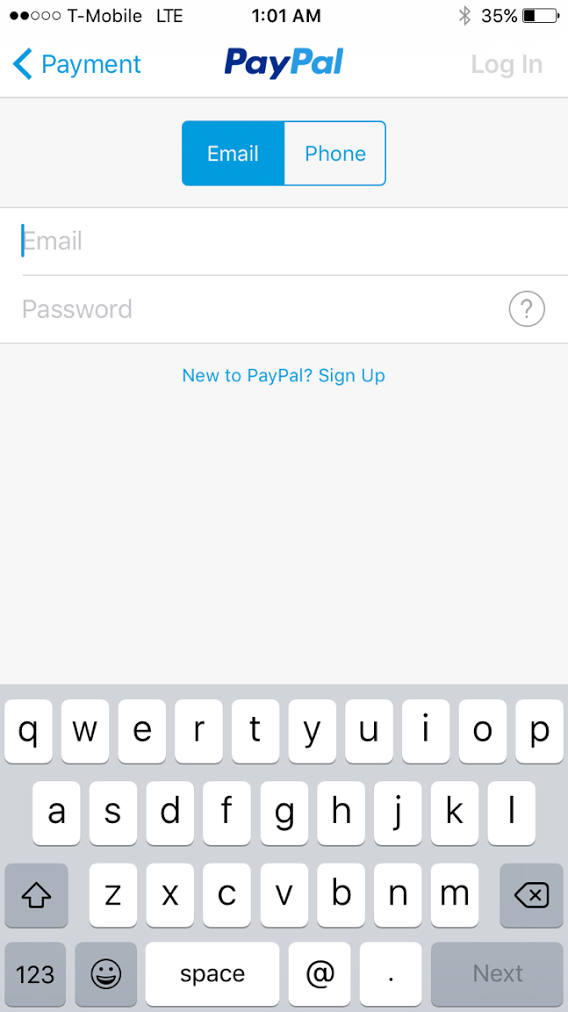 T-Mobile LTE 1:01 AM 35%
Payment PayPal Log In
Email Phone
Email
Password ?
New to PayPal? Sign Up
q w e r t y u i o p
a s d f g h j k l
z x c v b n m
123 space @ . Next